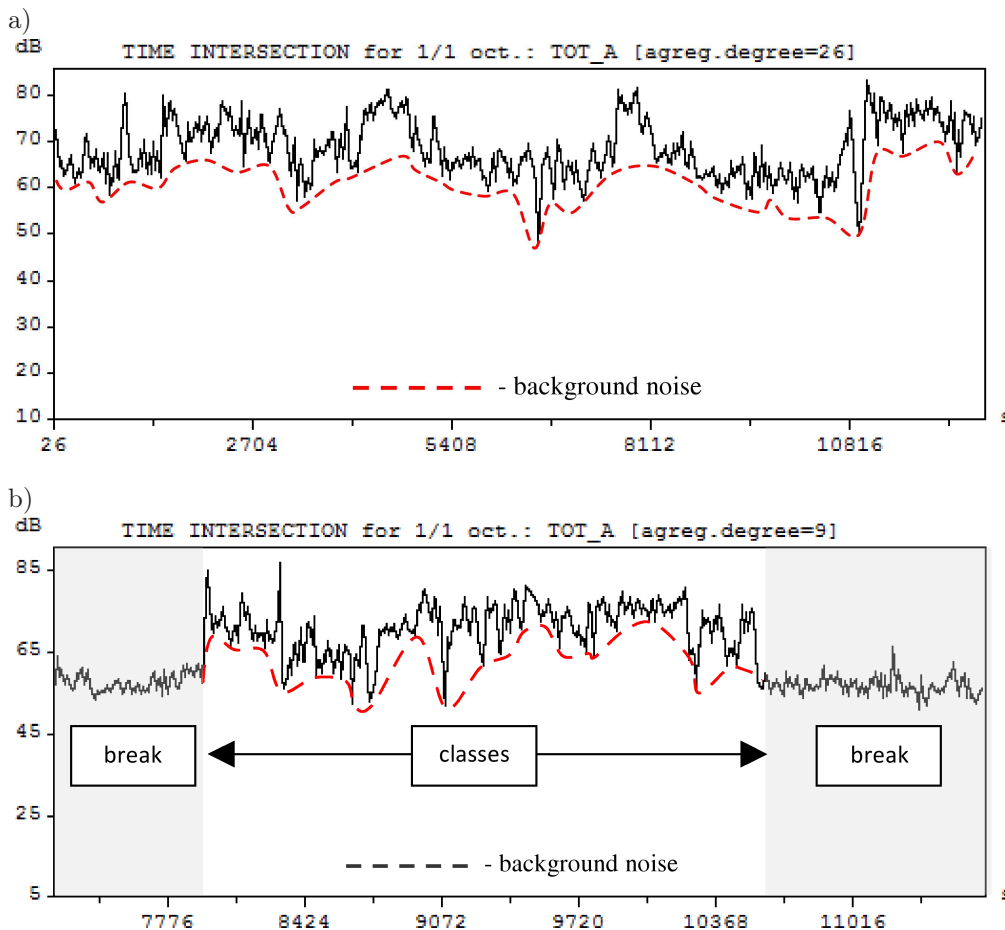 a)
dB
TIME INTERSECTION for 1/1 oct.: TOT_A [agreg.degree=26]
80
70
60
50
40
30
20
10
- background noise
26 2704 5408 8112 10816 s
b)
dB
TIME INTERSECTION for 1/1 oct.: TOT_A [agreg.degree=9]
85
65
45
25
5
break classes break
- background noise
7776 8424 9072 9720 10368 11016 s